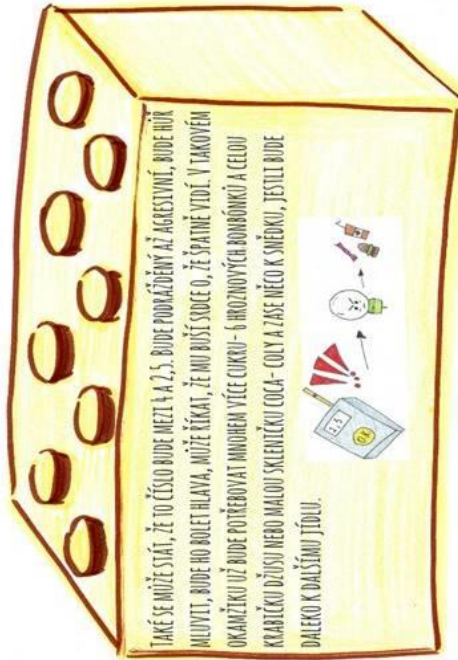 TAKÉ SE MŮŽE STÁT, ŽE TO ČÍSLO BUDE MEZI 4 A 2,5. BUDE PODRÁŽDĚNÝ AŽ AGRESIVNÍ, BUDE HŮŘ
MLUVIT, BUDE HO BOLET HLAVA, MŮŽE ŘÍKAT, ŽE MU BUŠÍ SRDCE O, ŽE ŠPATNĚ VIDÍ. V TAKOVÉM
OKAMŽIKU UŽ BUDE POTŘEBOVAT MNOHEM VÍCE CUKRU- 6 HROZNOVÝCH BONBÓNKŮ A CELOU
KRABIČKU DŽUSU NEBO MALOU SKLENIČKU COCA- COLY A ZASE NĚCO K SNĚDKU, JESTLI BUDE
DALEKO K DALŠÍMU JÍDLU.
2,5
OK